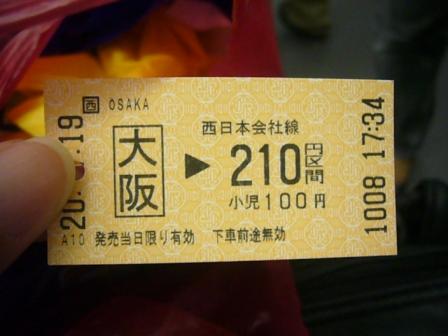 西 OSAKA
大阪 ▶
西日本会社線
210円区間
小児100円
A10 発売当日限り有効 下車前途無効
.19
1008 17:34